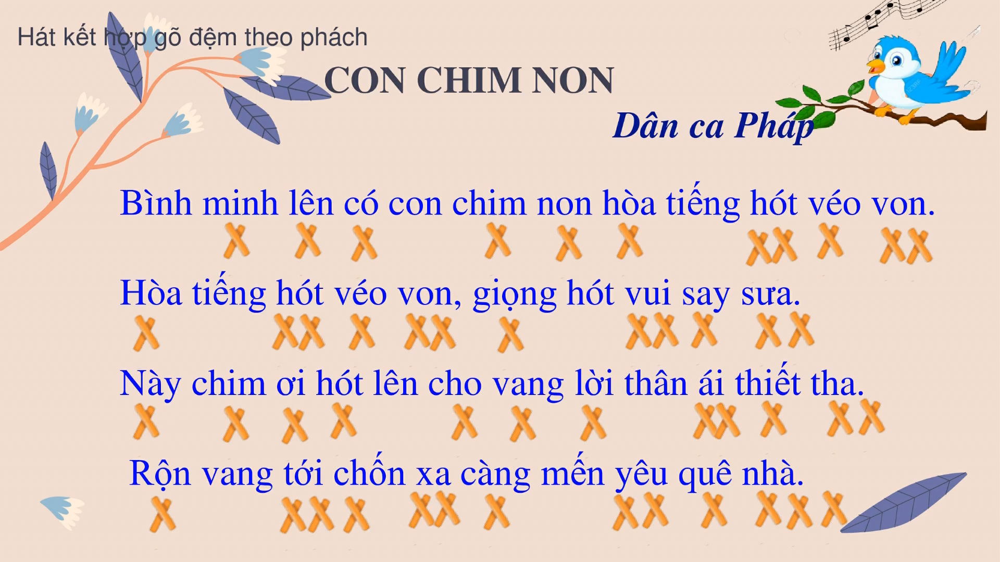 Hát kết hợp gõ đệm theo phách
CON CHIM NON
Dân ca Pháp
Bình minh lên có con chim non hòa tiếng hót véo von.
Hòa tiếng hót véo von, giọng hót vui say sưa.
Này chim ơi hót lên cho vang lời thân ái thiết tha.
Rộn vang tới chốn xa càng mến yêu quê nhà.